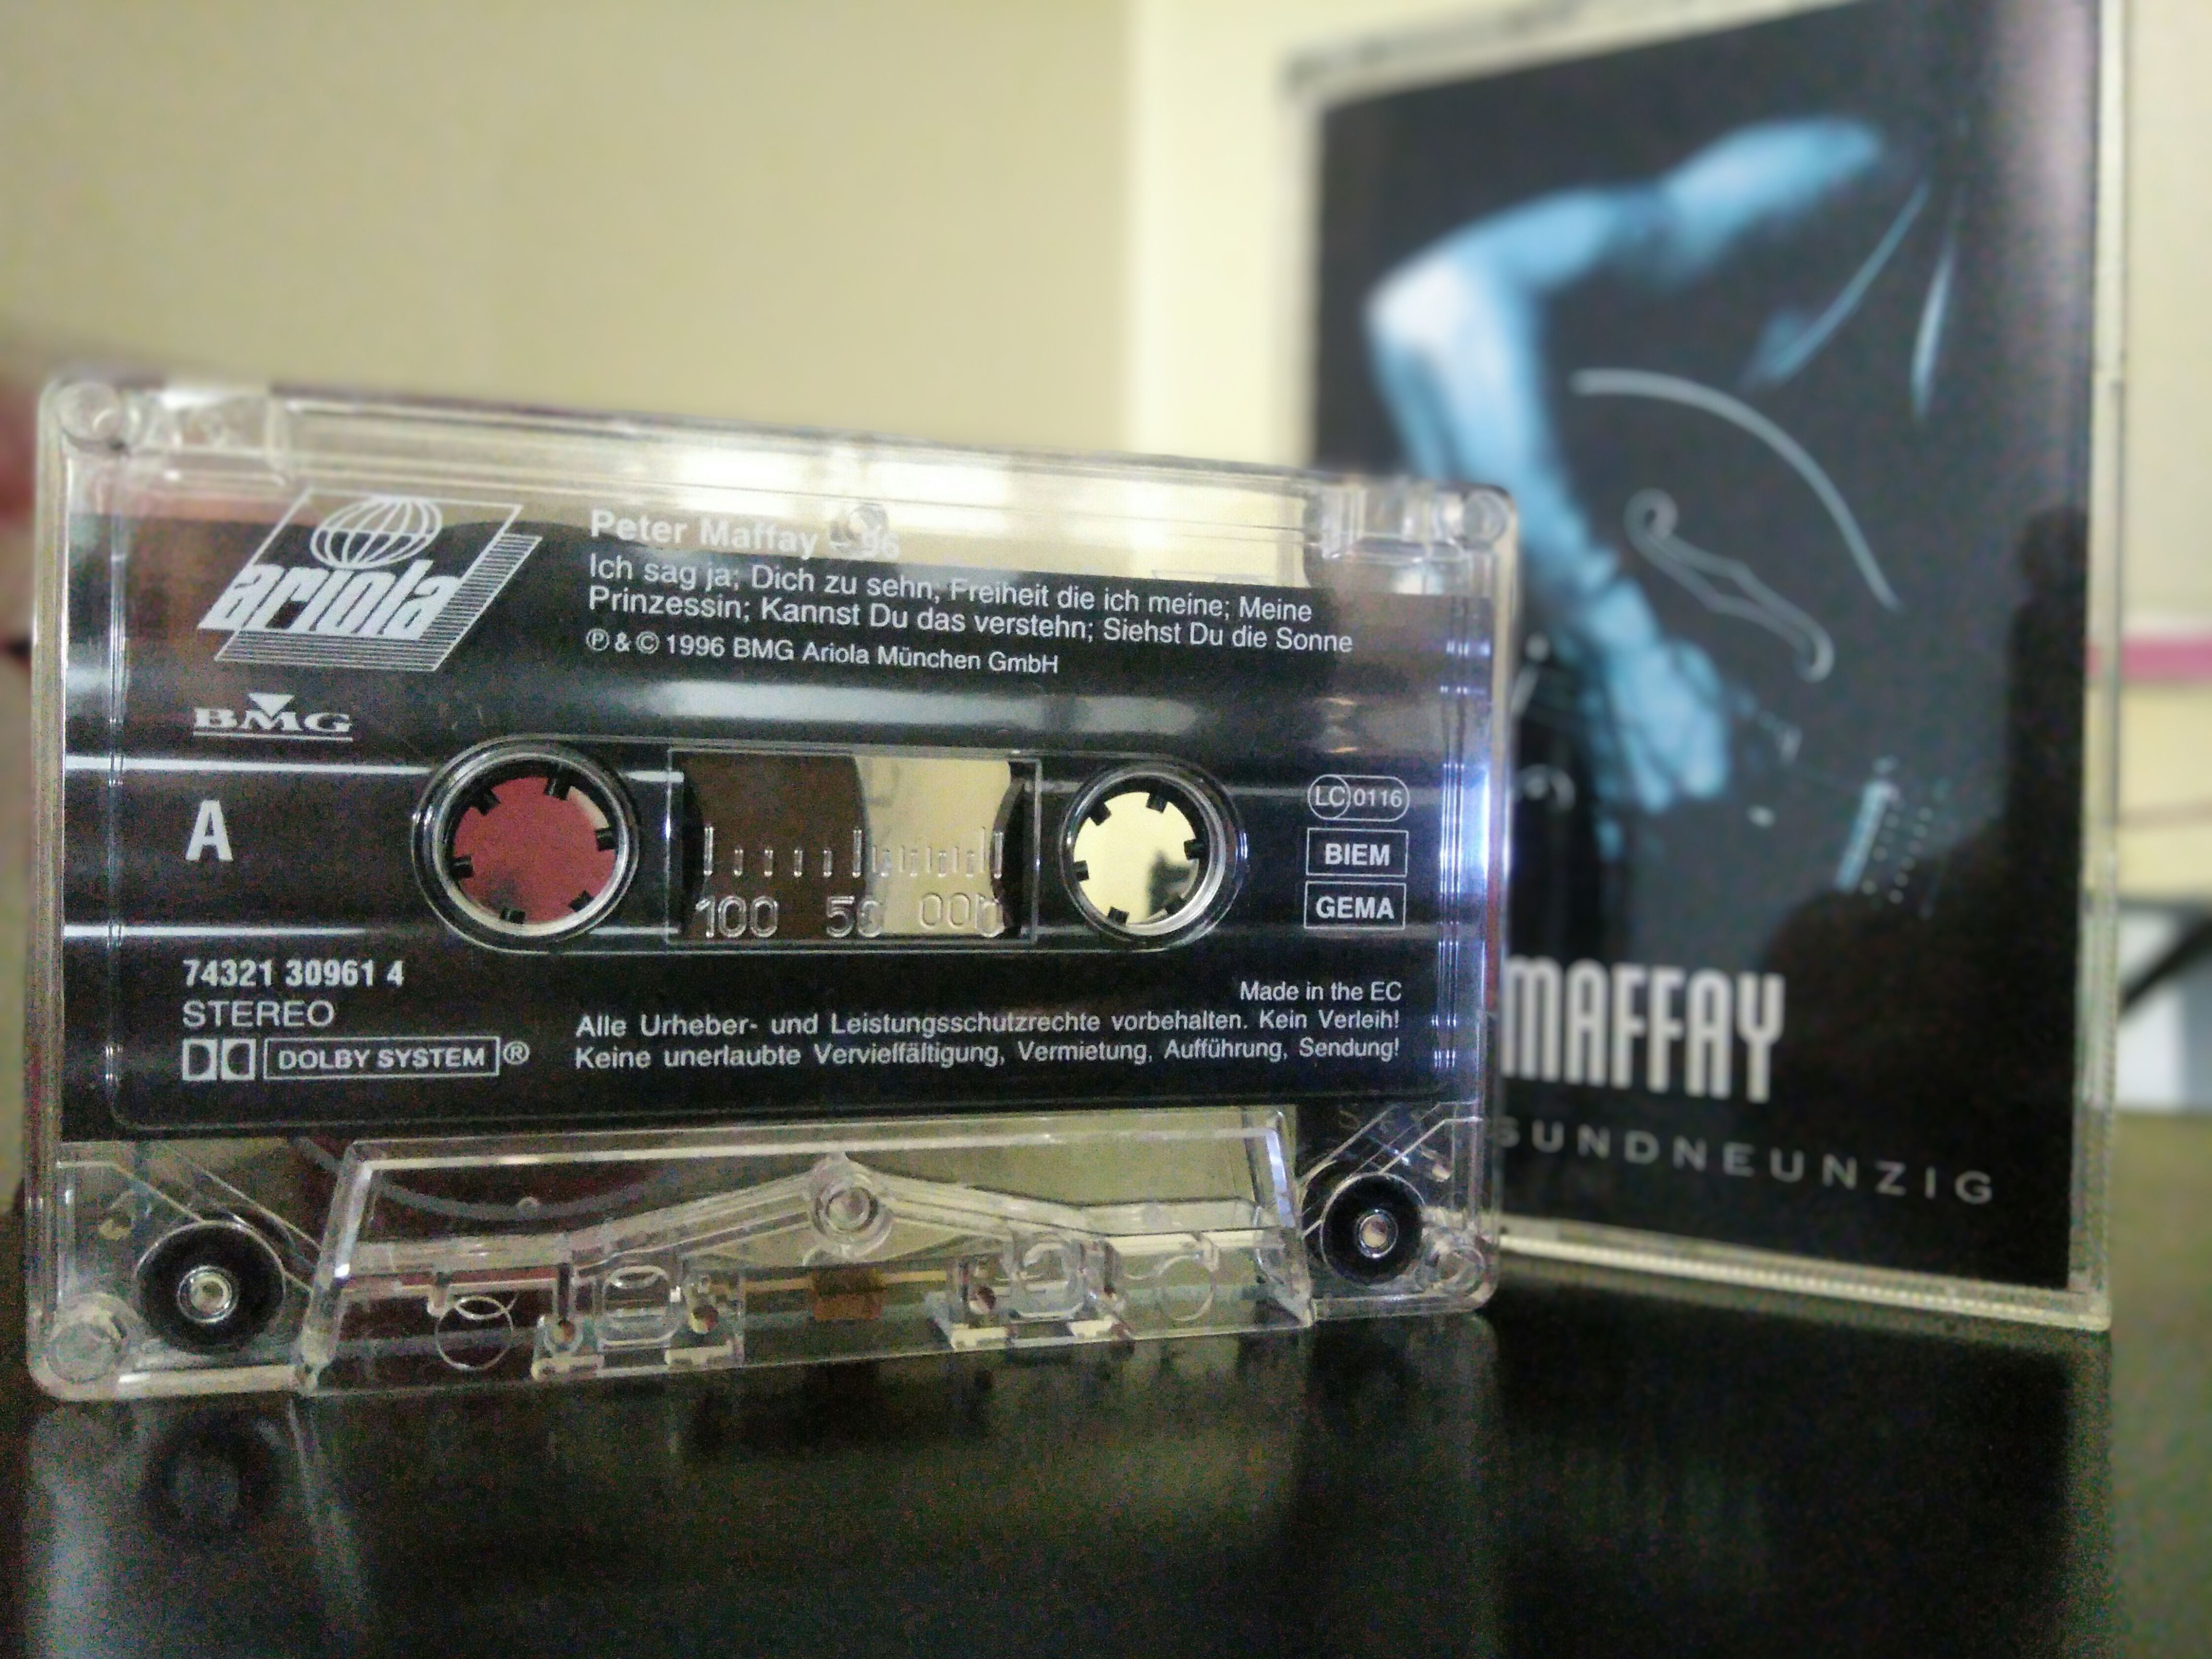 ariola
Peter Maffay - 96
Ich sag ja; Dich zu sehn; Freiheit die ich meine; Meine
Prinzessin; Kannst Du das verstehn; Siehst Du die Sonne
℗ & © 1996 BMG Ariola München GmbH
BMG
A
100 50 0
LC 0116
BIEM
GEMA
74321 30961 4
STEREO
DOLBY SYSTEM ®
Made in the EC
Alle Urheber- und Leistungsschutzrechte vorbehalten. Kein Verleih!
Keine unerlaubte Vervielfältigung, Vermietung, Aufführung, Sendung!
MAFFAY
SUNDNEUNZIG